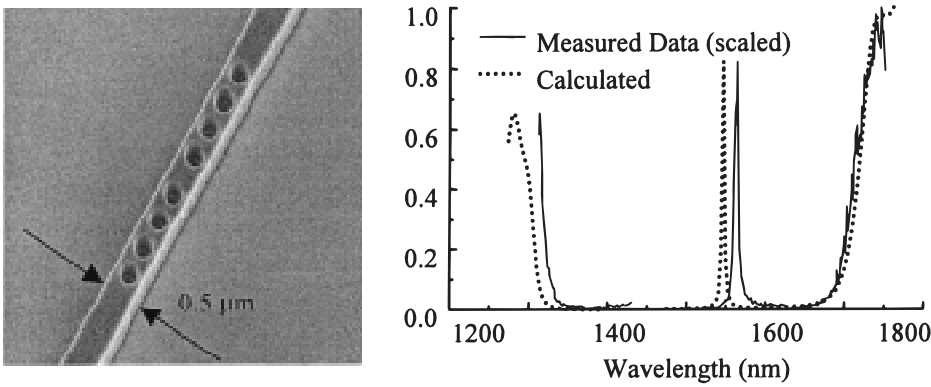 0.5 μm
1.0
0.8
0.6
0.4
0.2
0.0
Measured Data (scaled)
Calculated
1200 1400 1600 1800
Wavelength (nm)